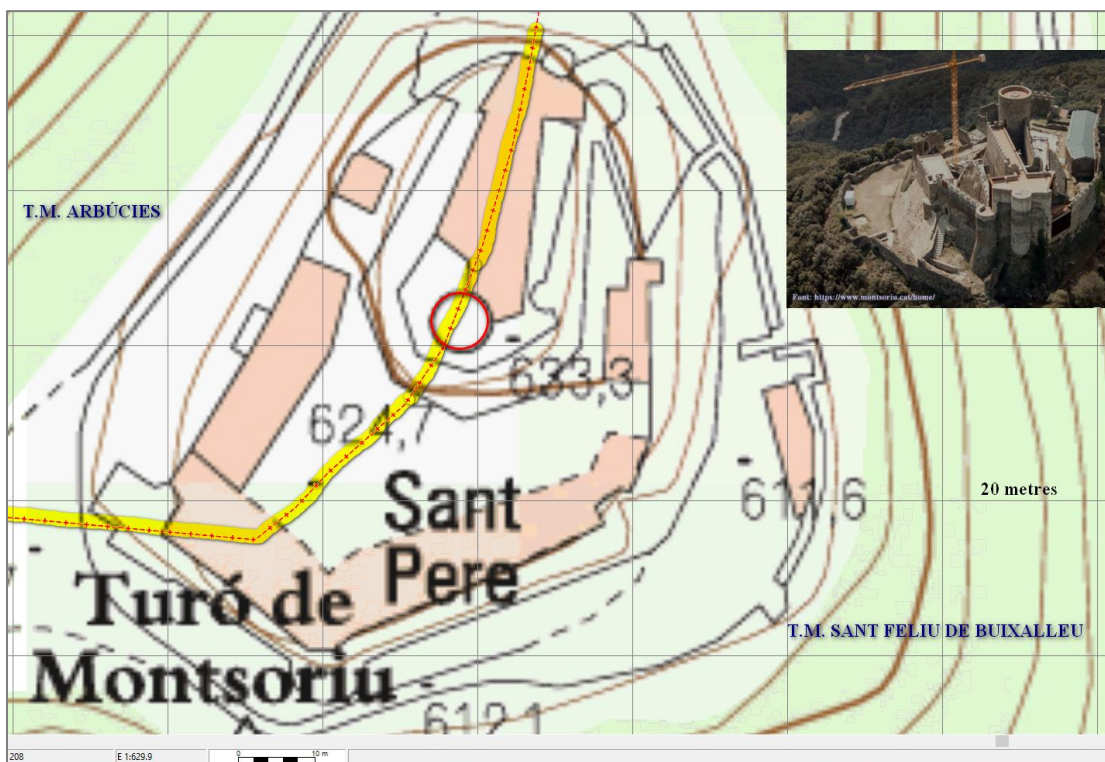 T.M. ARBÚCIES
Font: https://www.montsoriu.cat/home/
633,3
624,7
Sant
Pere
611,6
20 metres
Turó de
Montsoriu
T.M. SANT FELIU DE BUIXALLEU
612,1
208
E 1:629.9
0
10 m